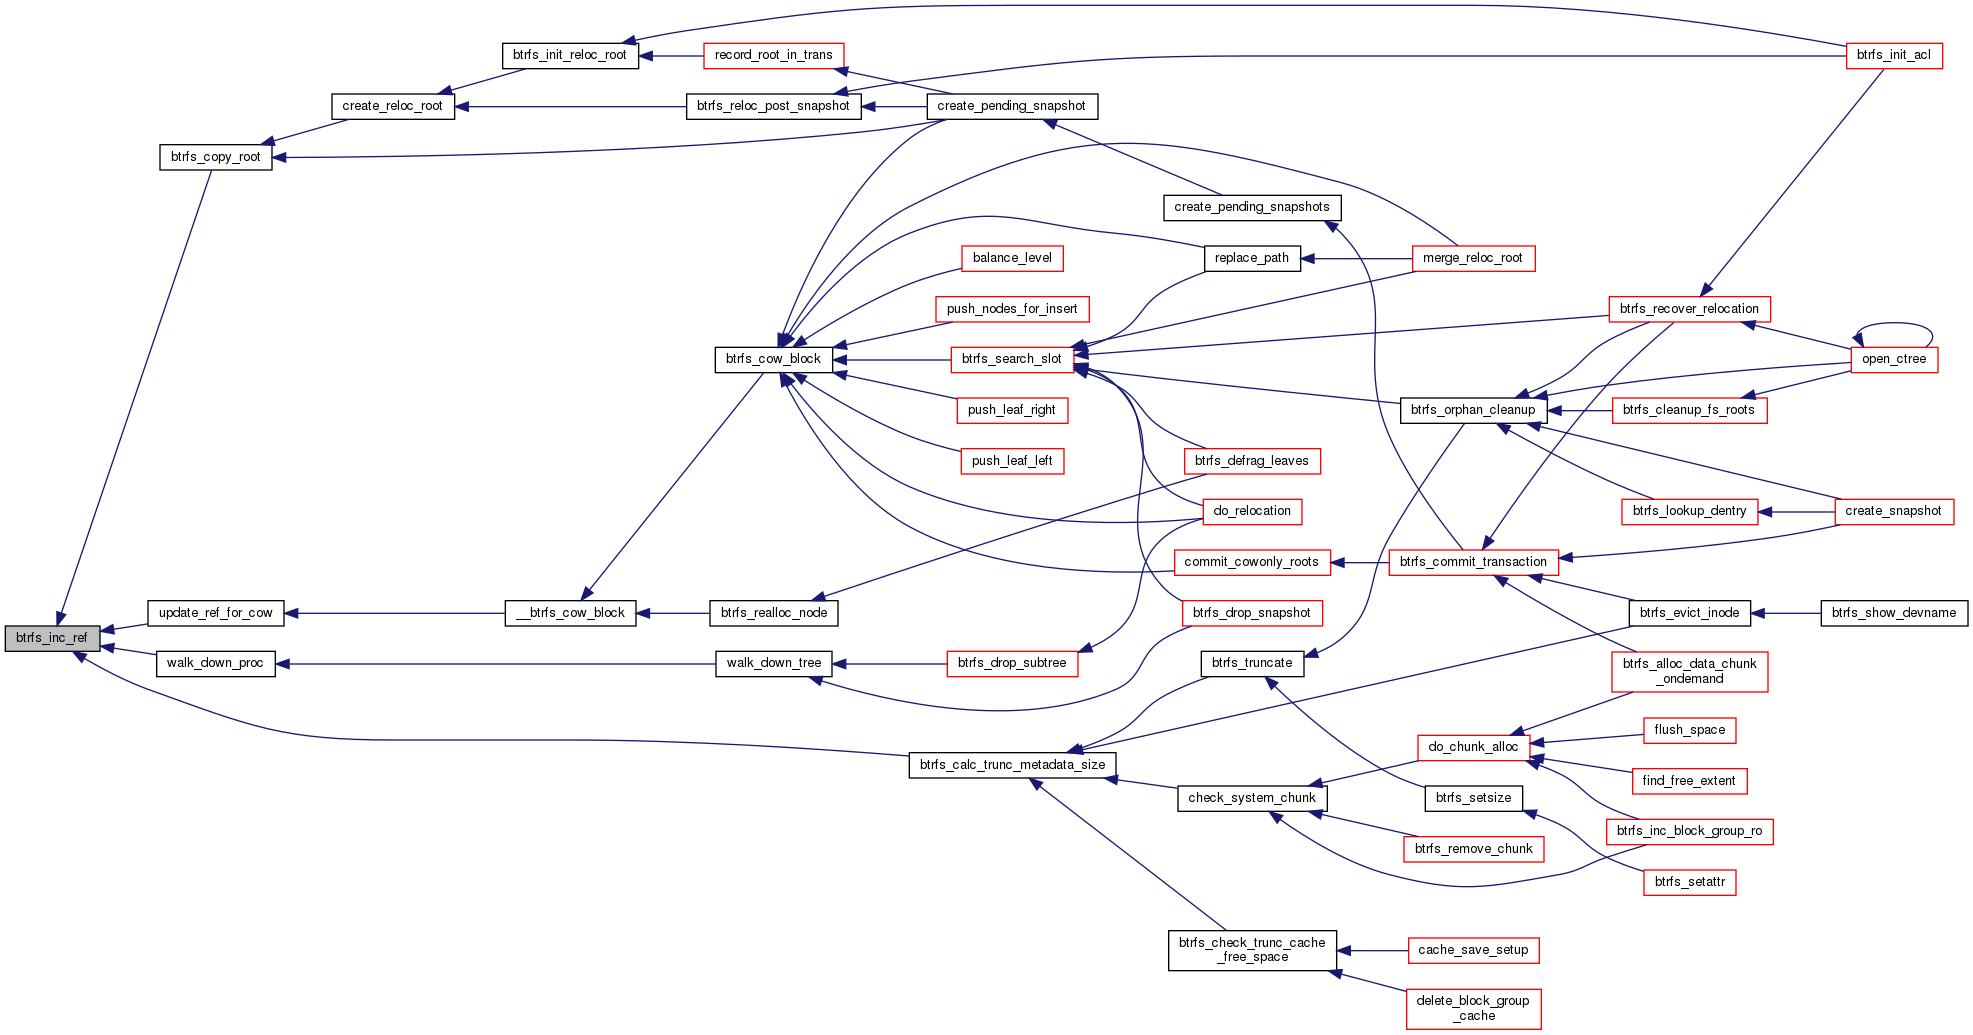 btrfs_init_reloc_root
record_root_in_trans
btrfs_init_acl
create_reloc_root
btrfs_reloc_post_snapshot
create_pending_snapshot
btrfs_copy_root
create_pending_snapshots
balance_level
replace_path
merge_reloc_root
push_nodes_for_insert
btrfs_recover_relocation
btrfs_cow_block
btrfs_search_slot
open_ctree
push_leaf_right
btrfs_orphan_cleanup
btrfs_cleanup_fs_roots
push_leaf_left
btrfs_defrag_leaves
do_relocation
btrfs_lookup_dentry
create_snapshot
commit_cowonly_roots
btrfs_commit_transaction
update_ref_for_cow
__btrfs_cow_block
btrfs_realloc_node
btrfs_drop_snapshot
btrfs_evict_inode
btrfs_show_devname
btrfs_inc_ref
walk_down_proc
walk_down_tree
btrfs_drop_subtree
btrfs_truncate
btrfs_alloc_data_chunk
_ondemand
flush_space
do_chunk_alloc
btrfs_calc_trunc_metadata_size
find_free_extent
check_system_chunk
btrfs_setsize
btrfs_inc_block_group_ro
btrfs_remove_chunk
btrfs_setattr
btrfs_check_trunc_cache
_free_space
cache_save_setup
delete_block_group
_cache